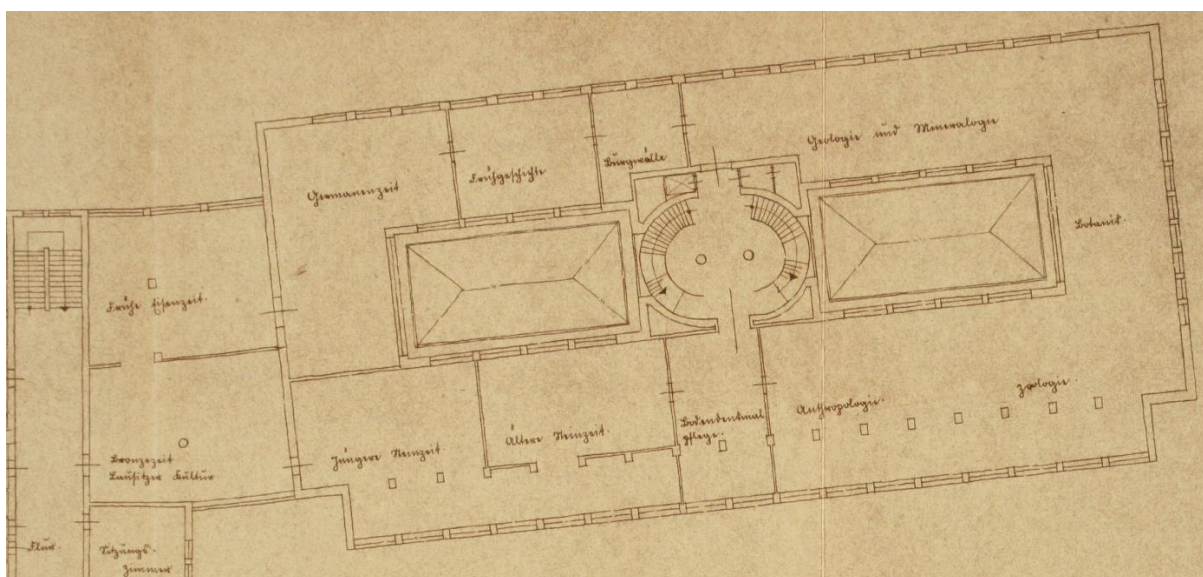 Geologie und Mineralogie
Burgwälle
Frühgeschichte
Germanenzeit
Botanik.
Frühe Eisenzeit.
Zoologie.
Anthropologie.
Bodendenkmal
pflege.
Ältere Steinzeit.
Jüngere Steinzeit
Bronzezeit
Lausitzer Kultur
Flur.
Sitzungs-
zimmer